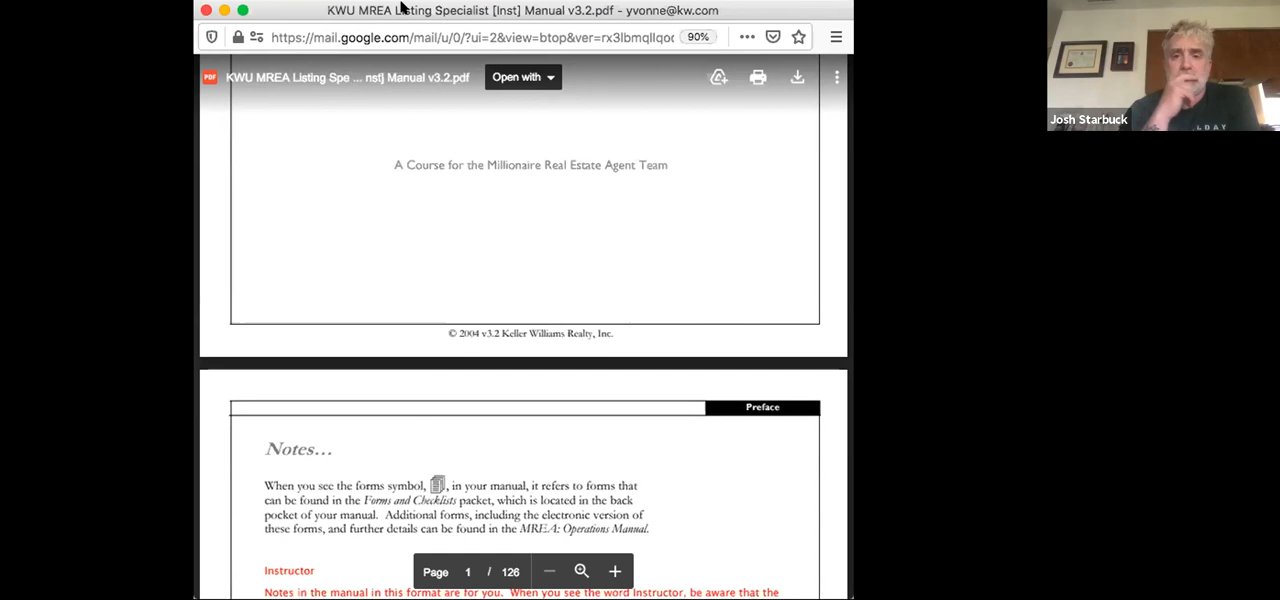 KWU MREA Listing Specialist [Inst] Manual v3.2.pdf - yvonne@kw.com
https://mail.google.com/mail/u/0/?ui=2&view=btop&ver=rx3lbmqllqoc
90%
PDF
KWU MREA Listing Spe ... nst] Manual v3.2.pdf
Open with
A Course for the Millionaire Real Estate Agent Team
© 2004 v3.2 Keller Williams Realty, Inc.
Preface
Notes…
When you see the forms symbol, , in your manual, it refers to forms that
can be found in the Forms and Checklists packet, which is located in the back
pocket of your manual. Additional forms, including the electronic version of
these forms, and further details can be found in the MREA: Operations Manual.
Instructor
Notes in the manual in this format are for you. When you see the word Instructor, be aware that the
Page 1 / 126
Josh Starbuck
LDAY